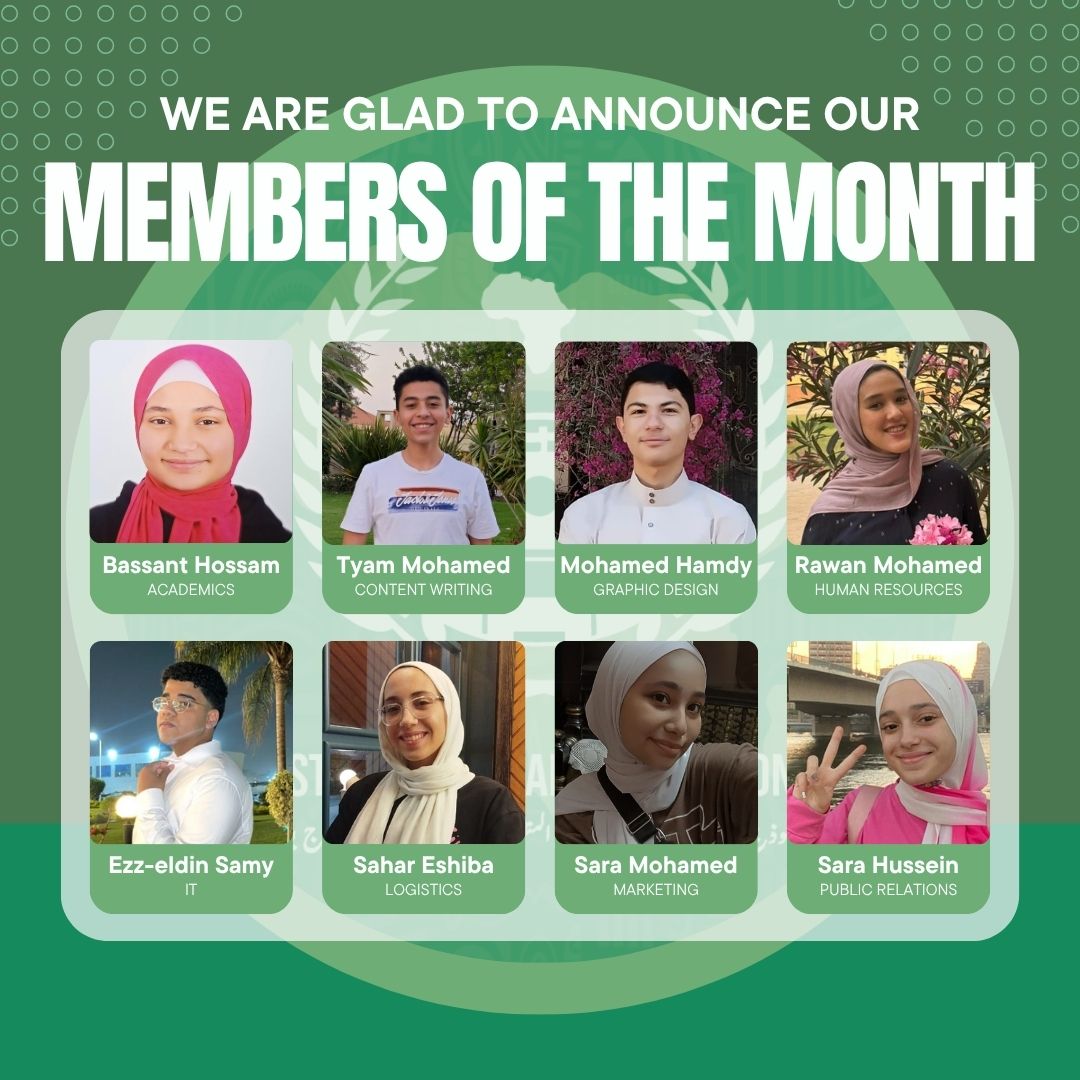 WE ARE GLAD TO ANNOUNCE OUR
MEMBERS OF THE MONTH
Bassant Hossam
ACADEMICS
Tyam Mohamed
CONTENT WRITING
Mohamed Hamdy
GRAPHIC DESIGN
Rawan Mohamed
HUMAN RESOURCES
Ezz-eldin Samy
IT
Sahar Eshiba
LOGISTICS
Sara Mohamed
MARKETING
Sara Hussein
PUBLIC RELATIONS